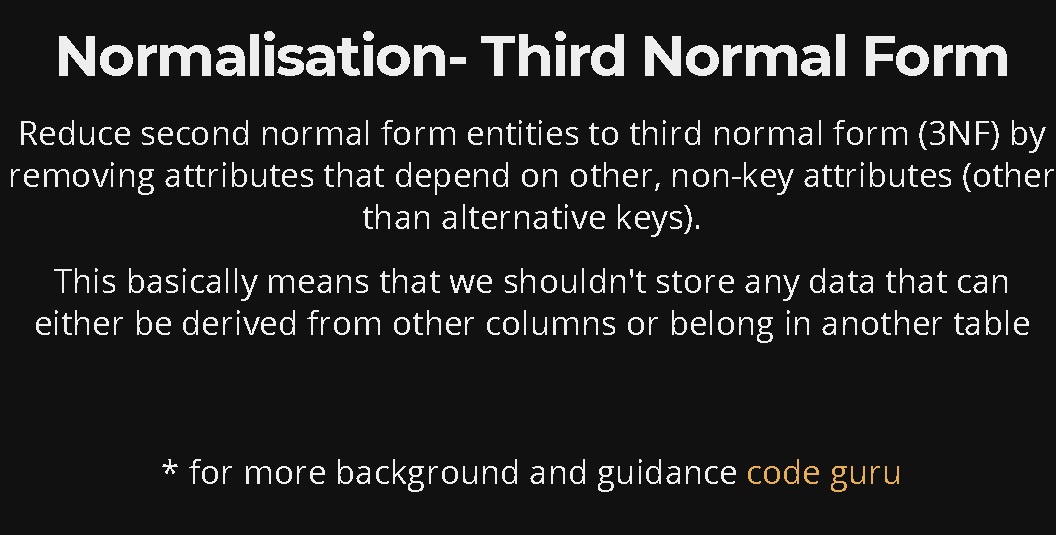 Normalisation- Third Normal Form
Reduce second normal form entities to third normal form (3NF) by
removing attributes that depend on other, non-key attributes (other
than alternative keys).
This basically means that we shouldn't store any data that can
either be derived from other columns or belong in another table
* for more background and guidance code guru